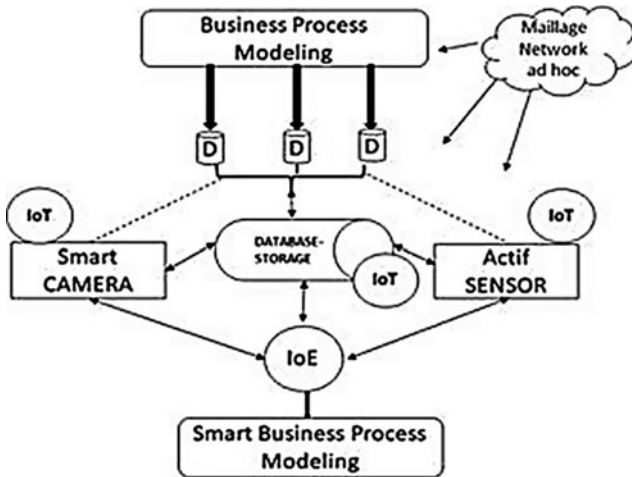 Business Process
Modeling
Maillage
Network
ad hoc
D
D
D
IoT
IoT
Smart
CAMERA
DATABASE-
STORAGE
IoT
Actif
SENSOR
IoE
Smart Business Process
Modeling